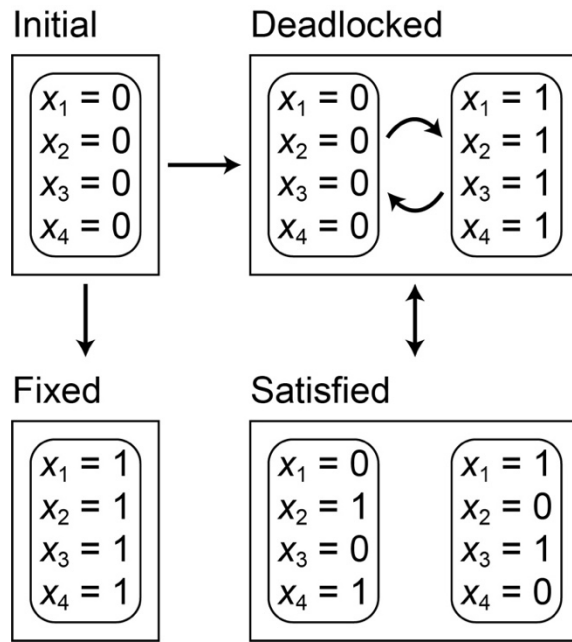 Initial
x₁ = 0
x₂ = 0
x₃ = 0
x₄ = 0
Deadlocked
x₁ = 0
x₂ = 0
x₃ = 0
x₄ = 0
x₁ = 1
x₂ = 1
x₃ = 1
x₄ = 1
Fixed
x₁ = 1
x₂ = 1
x₃ = 1
x₄ = 1
Satisfied
x₁ = 0
x₂ = 1
x₃ = 0
x₄ = 1
x₁ = 1
x₂ = 0
x₃ = 1
x₄ = 0